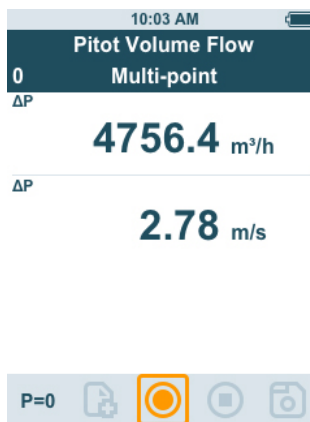 10:03 AM
Pitot Volume Flow
0 Multi-point
ΔP
4756.4 m³/h
ΔP
2.78 m/s
P=0